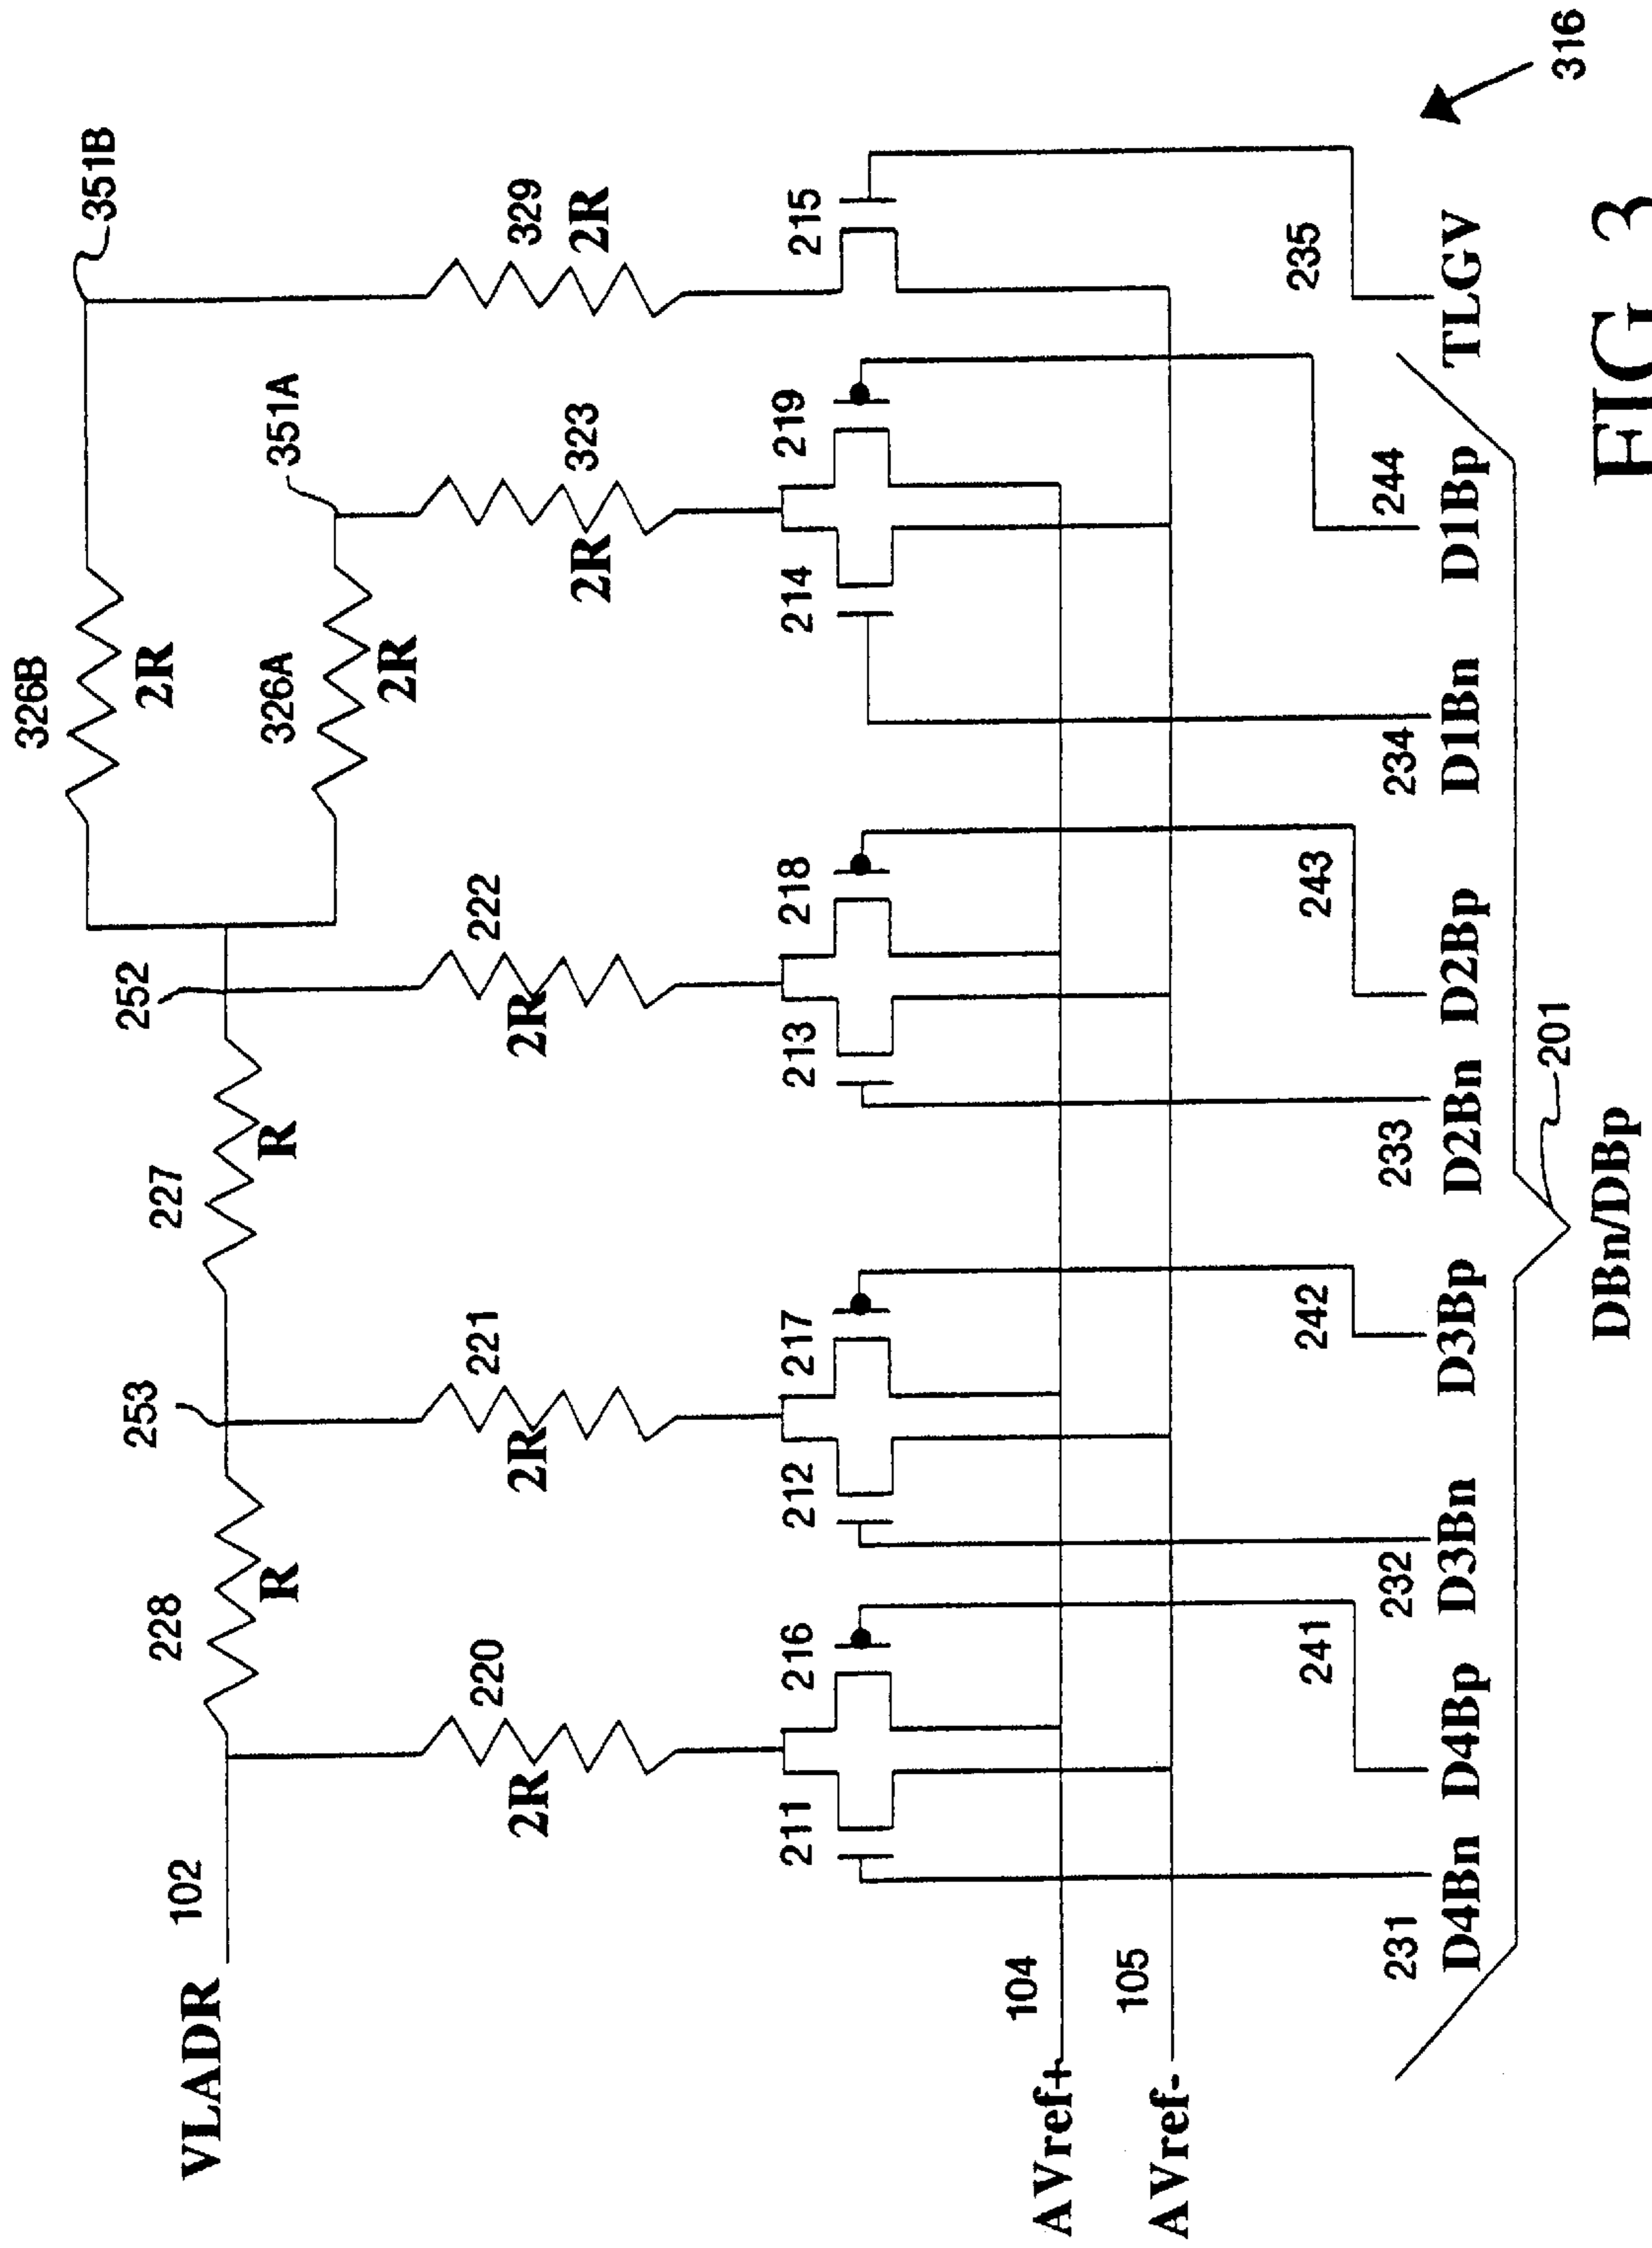 326B
2R
351B
326A
2R
351A
252
227
R
253
228
R
102
VLADR
329
2R
323
2R
222
2R
221
2R
220
2R
215
219
214
218
213
217
212
216
211
104
AVref+
105
AVref-
235
244
234
243
233
242
232
241
231
TLGV
D1Bp
D1Bn
D2Bp
D2Bn
D3Bp
D3Bn
D4Bp
D4Bn
201
DBn/DBp
316
FIG 3